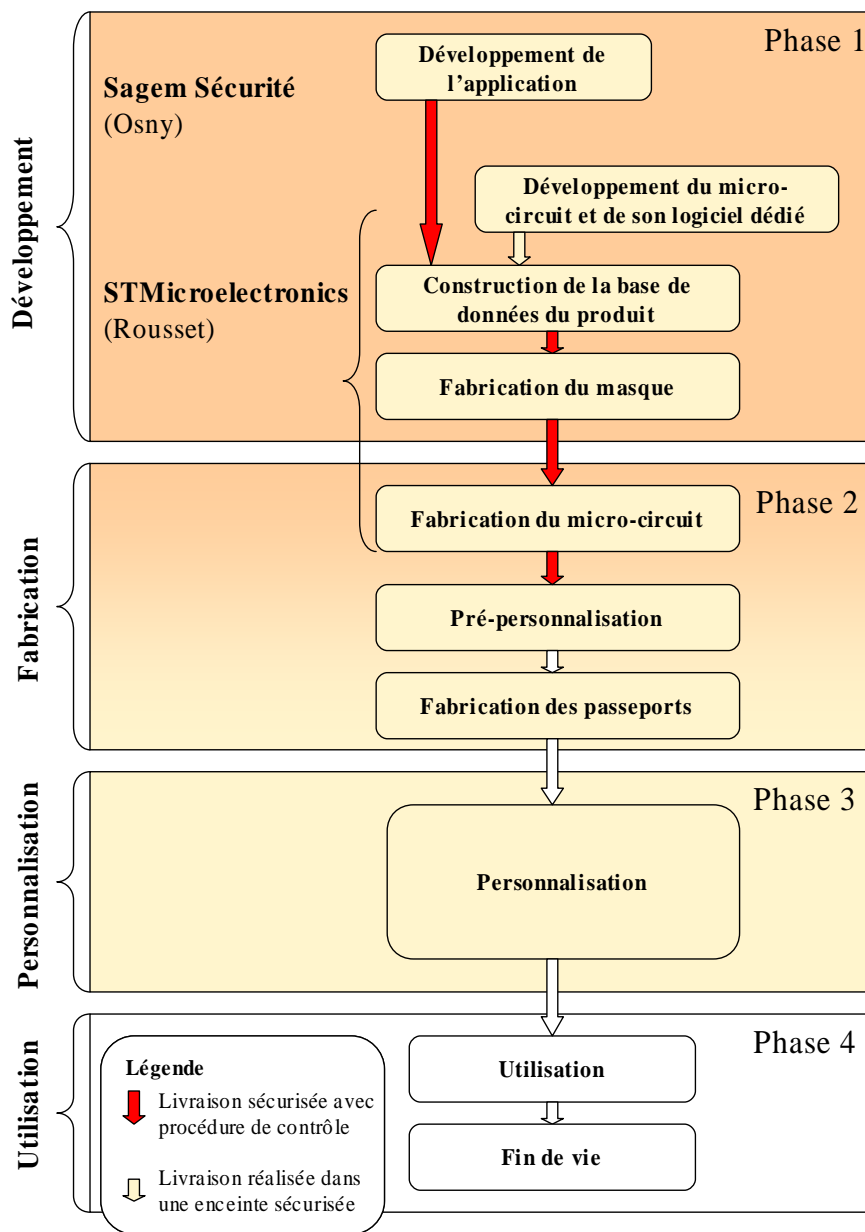 Phase 1
Développement de
l’application
Sagem Sécurité
(Osny)
Développement du micro-
circuit et de son logiciel dédié
Développement
STMicroelectronics
(Rousset)
Construction de la base de
données du produit
Fabrication du masque
Phase 2
Fabrication
Fabrication du micro-circuit
Pré-personnalisation
Fabrication des passeports
Phase 3
Personnalisation
Personnalisation
Phase 4
Utilisation
Utilisation
Fin de vie
Légende
Livraison sécurisée avec
procédure de contrôle
Livraison réalisée dans
une enceinte sécurisée